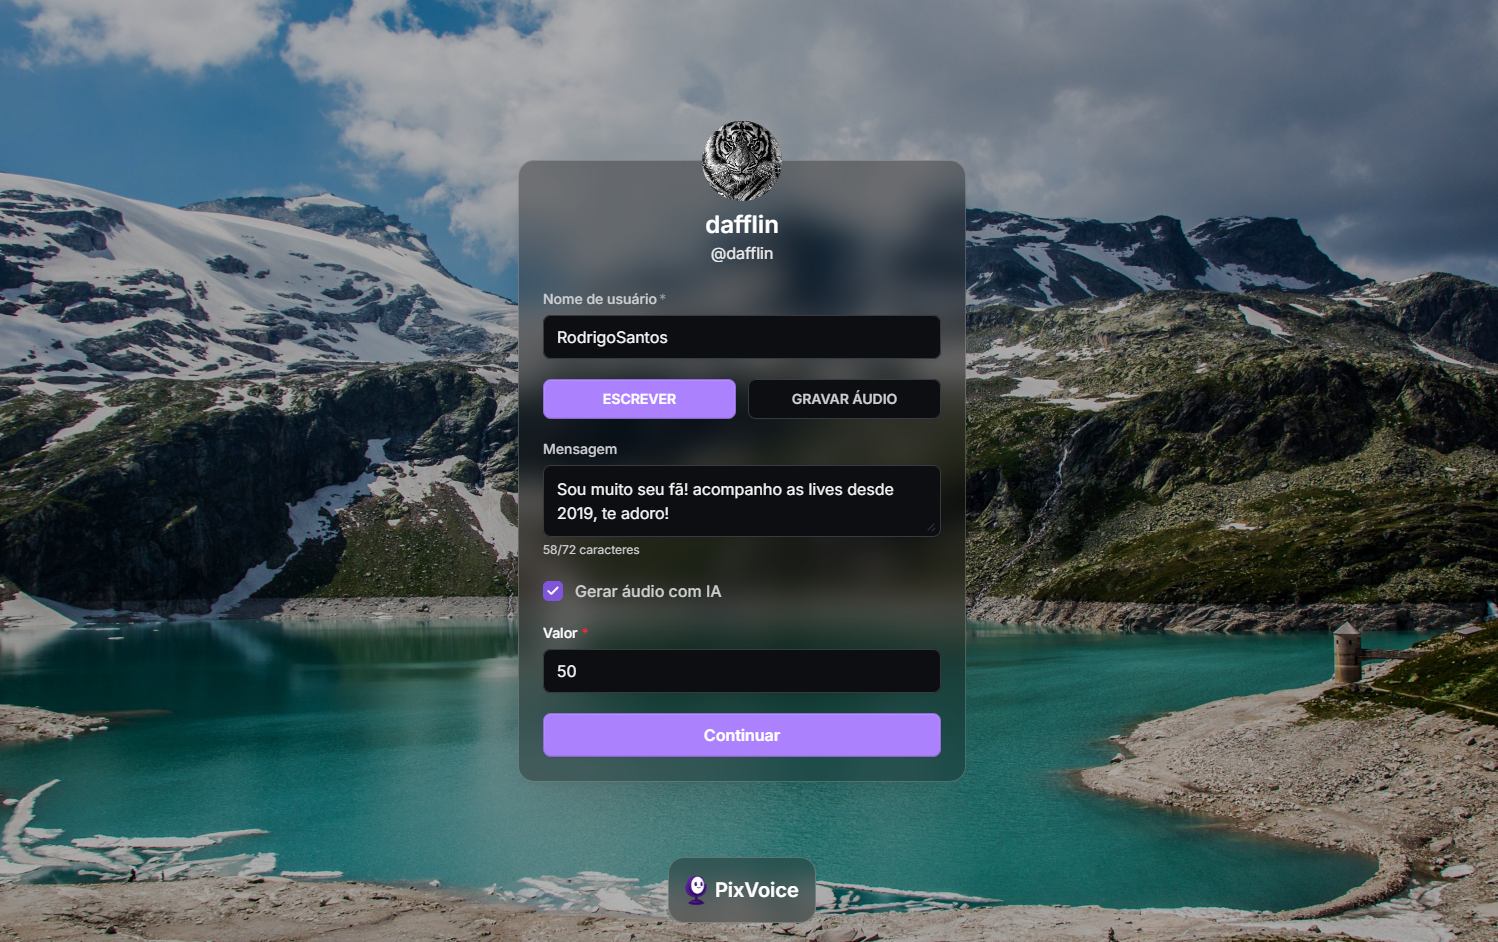 dafflin
@dafflin
Nome de usuário *
RodrigoSantos
ESCREVER
GRAVAR ÁUDIO
Mensagem
Sou muito seu fã! acompanho as lives desde
2019, te adoro!
58/72 caracteres
Gerar áudio com IA
Valor *
50
Continuar
PixVoice